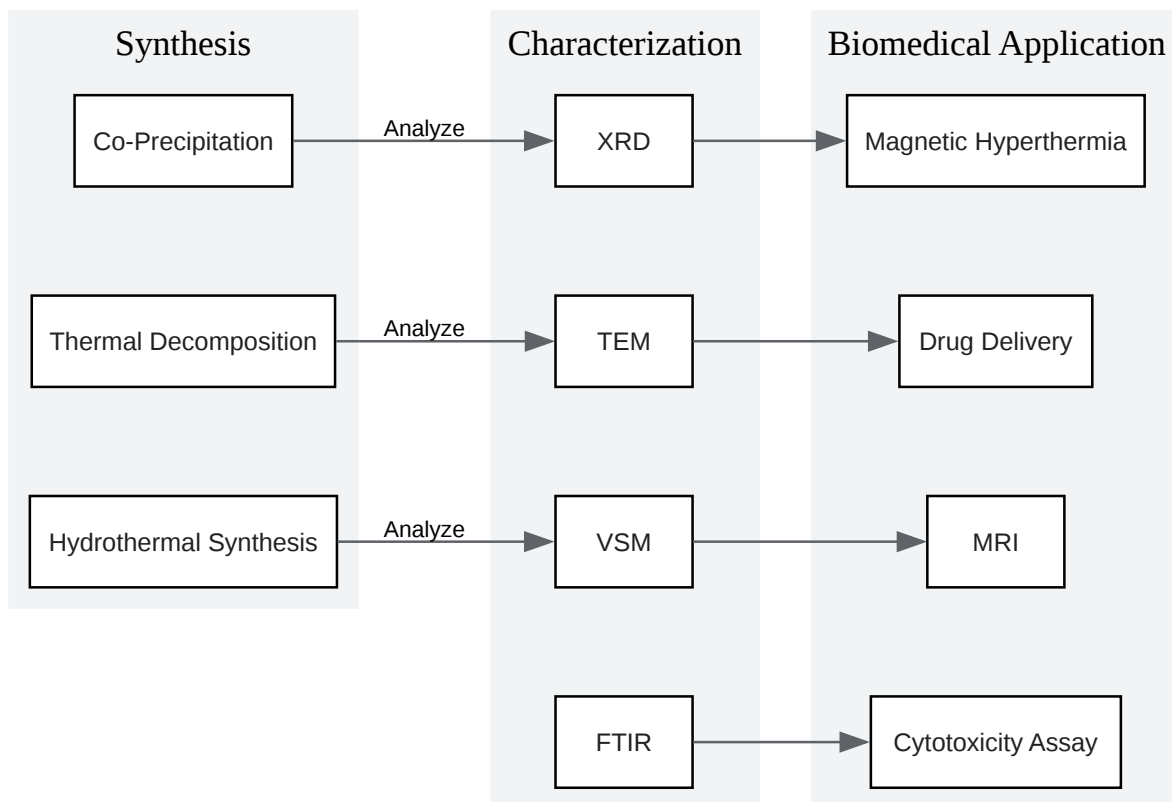 Synthesis
Characterization
Biomedical Application
Co-Precipitation
Analyze
XRD
Magnetic Hyperthermia
Thermal Decomposition
Analyze
TEM
Drug Delivery
Hydrothermal Synthesis
Analyze
VSM
MRI
FTIR
Cytotoxicity Assay